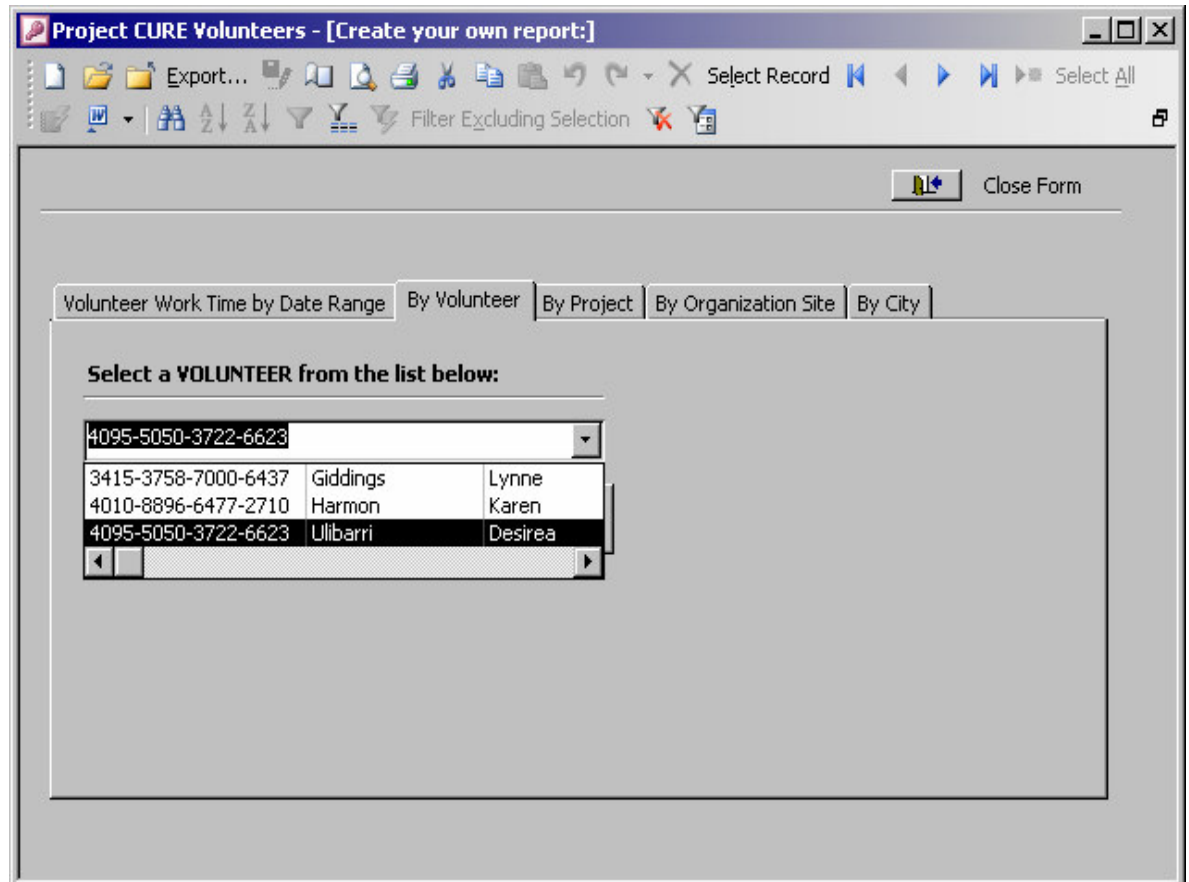 Project CURE Volunteers - [Create your own report:]
Export... Select Record Select All
Filter Excluding Selection
Close Form
Volunteer Work Time by Date Range By Volunteer By Project By Organization Site By City
Select a VOLUNTEER from the list below:
4095-5050-3722-6623
3415-3758-7000-6437 Giddings Lynne
4010-8896-6477-2710 Harmon Karen
4095-5050-3722-6623 Ulibarri Desirea